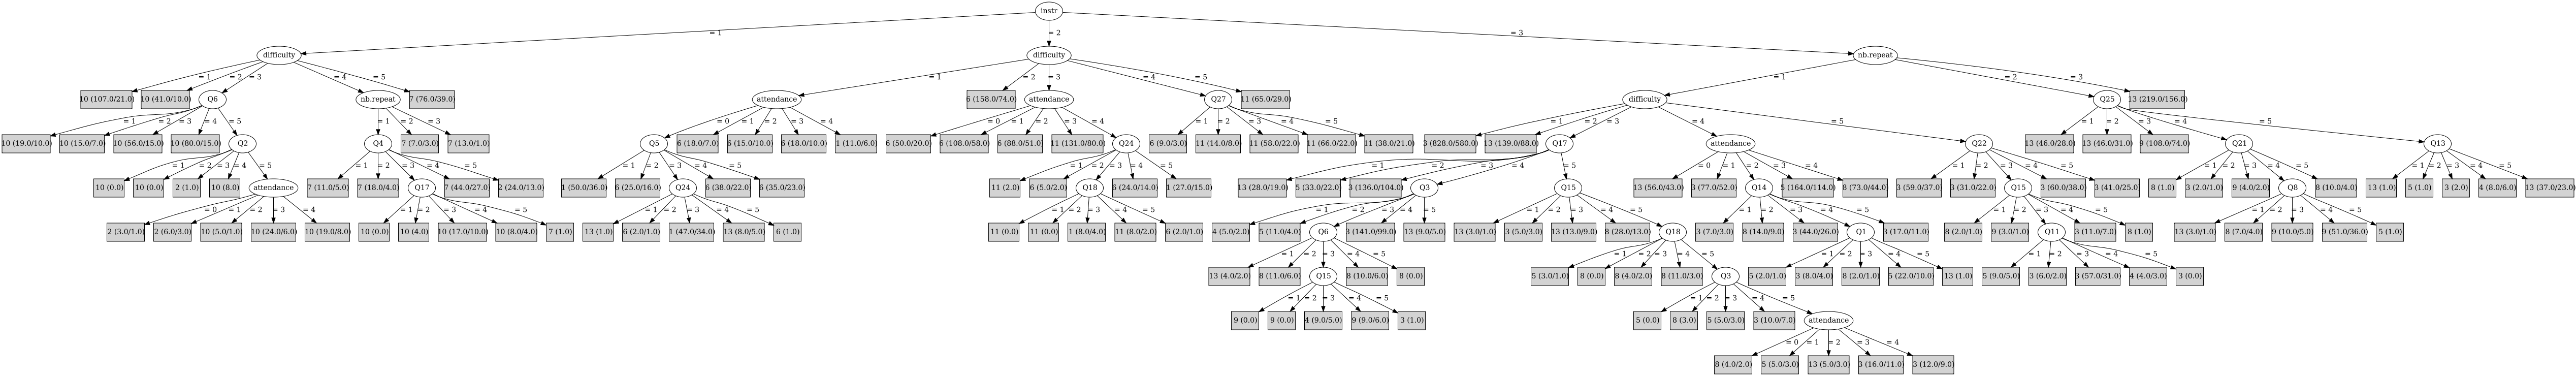 instr
= 1 = 2 = 3
difficulty difficulty nb.repeat
= 1 = 2 = 3 = 4 = 5 = 1 = 2 = 3 = 4 = 5 = 1 = 2 = 3
10 (107.0/21.0) 10 (41.0/10.0) Q6 nb.repeat 7 (76.0/39.0) attendance 6 (158.0/74.0) attendance Q27 11 (65.0/29.0) difficulty Q25 13 (219.0/156.0)
= 1 = 2 = 3 = 4 = 5 = 1 = 2 = 3 = 0 = 1 = 2 = 3 = 4 = 0 = 1 = 2 = 3 = 4 = 1 = 2 = 3 = 4 = 5 = 1 = 2 = 3 = 4 = 5 = 1 = 2 = 3 = 4 = 5
10 (19.0/10.0) 10 (15.0/7.0) 10 (56.0/15.0) 10 (80.0/15.0) Q2 Q4 7 (7.0/3.0) 7 (13.0/1.0) Q5 6 (18.0/7.0) 6 (15.0/10.0) 6 (18.0/10.0) 1 (11.0/6.0) 6 (50.0/20.0) 6 (108.0/58.0) 6 (88.0/51.0) 11 (131.0/80.0) Q24 6 (9.0/3.0) 11 (14.0/8.0) 11 (58.0/22.0) 11 (66.0/22.0) 11 (38.0/21.0) 3 (828.0/580.0) 13 (139.0/88.0) Q17 attendance Q22 13 (46.0/28.0) 13 (46.0/31.0) 9 (108.0/74.0) Q21 Q13
= 1 = 2 = 3 = 4 = 5 = 1 = 2 = 3 = 4 = 5 = 1 = 2 = 3 = 4 = 5 = 1 = 2 = 3 = 4 = 5 = 1 = 2 = 3 = 4 = 5 = 0 = 1 = 2 = 3 = 4 = 1 = 2 = 3 = 4 = 5 = 1 = 2 = 3 = 4 = 5 = 1 = 2 = 3 = 4 = 5
10 (0.0) 10 (0.0) 2 (1.0) 10 (8.0) attendance 7 (11.0/5.0) 7 (18.0/4.0) Q17 7 (44.0/27.0) 2 (24.0/13.0) 1 (50.0/36.0) 6 (25.0/16.0) Q24 6 (38.0/22.0) 6 (35.0/23.0) 11 (2.0) 6 (5.0/2.0) Q18 6 (24.0/14.0) 1 (27.0/15.0) 13 (28.0/19.0) 5 (33.0/22.0) 3 (136.0/104.0) Q3 Q15 13 (56.0/43.0) 3 (77.0/52.0) Q14 5 (164.0/114.0) 8 (73.0/44.0) 3 (59.0/37.0) 3 (31.0/22.0) Q15 3 (60.0/38.0) 3 (41.0/25.0) 8 (1.0) 3 (2.0/1.0) 9 (4.0/2.0) Q8 8 (10.0/4.0) 13 (1.0) 5 (1.0) 3 (2.0) 4 (8.0/6.0) 13 (37.0/23.0)
= 0 = 1 = 2 = 3 = 4 = 1 = 2 = 3 = 4 = 5 = 1 = 2 = 3 = 4 = 5 = 1 = 2 = 3 = 4 = 5 = 1 = 2 = 3 = 4 = 5 = 1 = 2 = 3 = 4 = 5 = 1 = 2 = 3 = 4 = 5 = 1 = 2 = 3 = 4 = 5 = 1 = 2 = 3 = 4 = 5
2 (3.0/1.0) 2 (6.0/3.0) 10 (5.0/1.0) 10 (24.0/6.0) 10 (19.0/8.0) 10 (0.0) 10 (4.0) 10 (17.0/10.0) 10 (8.0/4.0) 7 (1.0) 13 (1.0) 6 (2.0/1.0) 1 (47.0/34.0) 13 (8.0/5.0) 6 (1.0) 11 (0.0) 11 (0.0) 1 (8.0/4.0) 11 (8.0/2.0) 6 (2.0/1.0) 4 (5.0/2.0) 5 (11.0/4.0) Q6 3 (141.0/99.0) 13 (9.0/5.0) 13 (3.0/1.0) 5 (3.0/3.0) 13 (13.0/9.0) 8 (28.0/13.0) Q18 3 (7.0/3.0) 8 (14.0/9.0) 3 (44.0/26.0) Q1 3 (17.0/11.0) 8 (2.0/1.0) 9 (3.0/1.0) Q11 3 (11.0/7.0) 8 (1.0) 13 (3.0/1.0) 8 (7.0/4.0) 9 (10.0/5.0) 9 (51.0/36.0) 5 (1.0)
= 1 = 2 = 3 = 4 = 5 = 1 = 2 = 3 = 4 = 5 = 1 = 2 = 3 = 4 = 5 = 1 = 2 = 3 = 4 = 5
13 (4.0/2.0) 8 (11.0/6.0) Q15 8 (10.0/6.0) 8 (0.0) 5 (3.0/1.0) 8 (0.0) 8 (4.0/2.0) 8 (11.0/3.0) Q3 5 (2.0/1.0) 3 (8.0/4.0) 8 (2.0/1.0) 5 (22.0/10.0) 13 (1.0) 5 (9.0/5.0) 3 (6.0/2.0) 3 (57.0/31.0) 4 (4.0/3.0) 3 (0.0)
= 1 = 2 = 3 = 4 = 5 = 1 = 2 = 3 = 4 = 5
9 (0.0) 9 (0.0) 4 (9.0/5.0) 9 (9.0/6.0) 3 (1.0) 5 (0.0) 8 (3.0) 5 (5.0/3.0) 3 (10.0/7.0) attendance
= 0 = 1 = 2 = 3 = 4
8 (4.0/2.0) 5 (5.0/3.0) 13 (5.0/3.0) 3 (16.0/11.0) 3 (12.0/9.0)